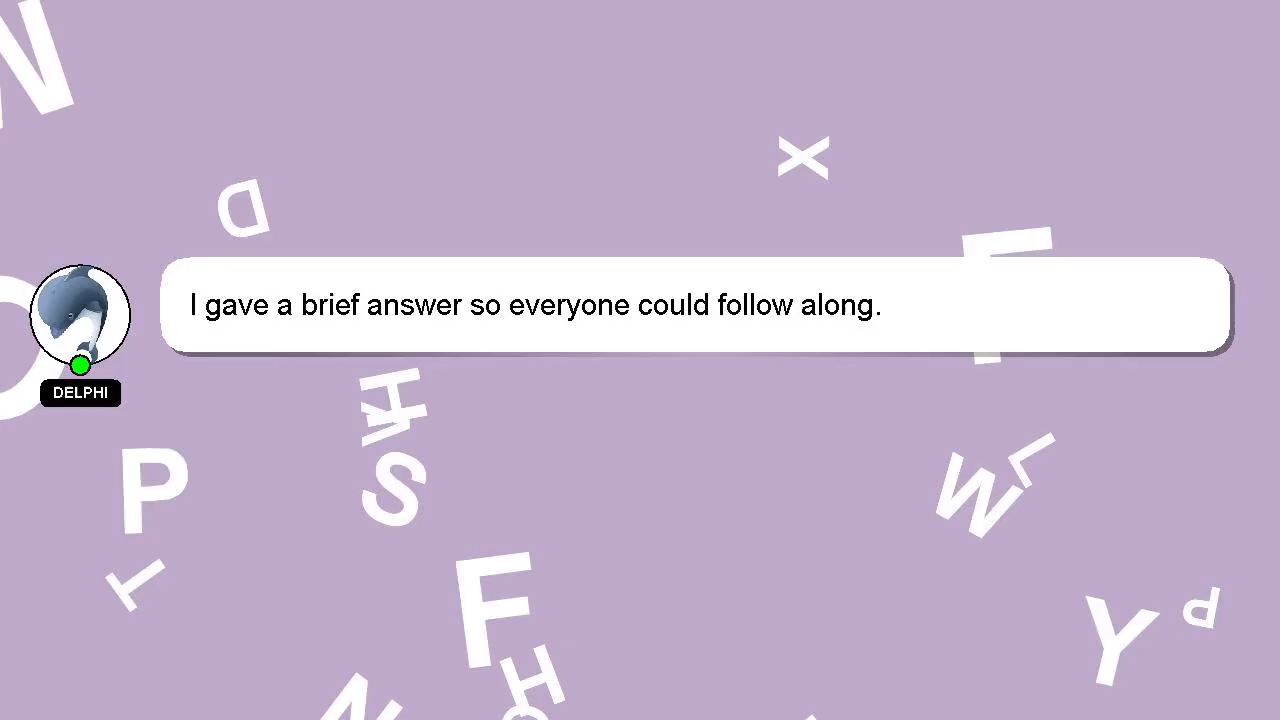 I gave a brief answer so everyone could follow along.
DELPHI
N
D
X
P
H
S
L
W
F
H
Y
P
N